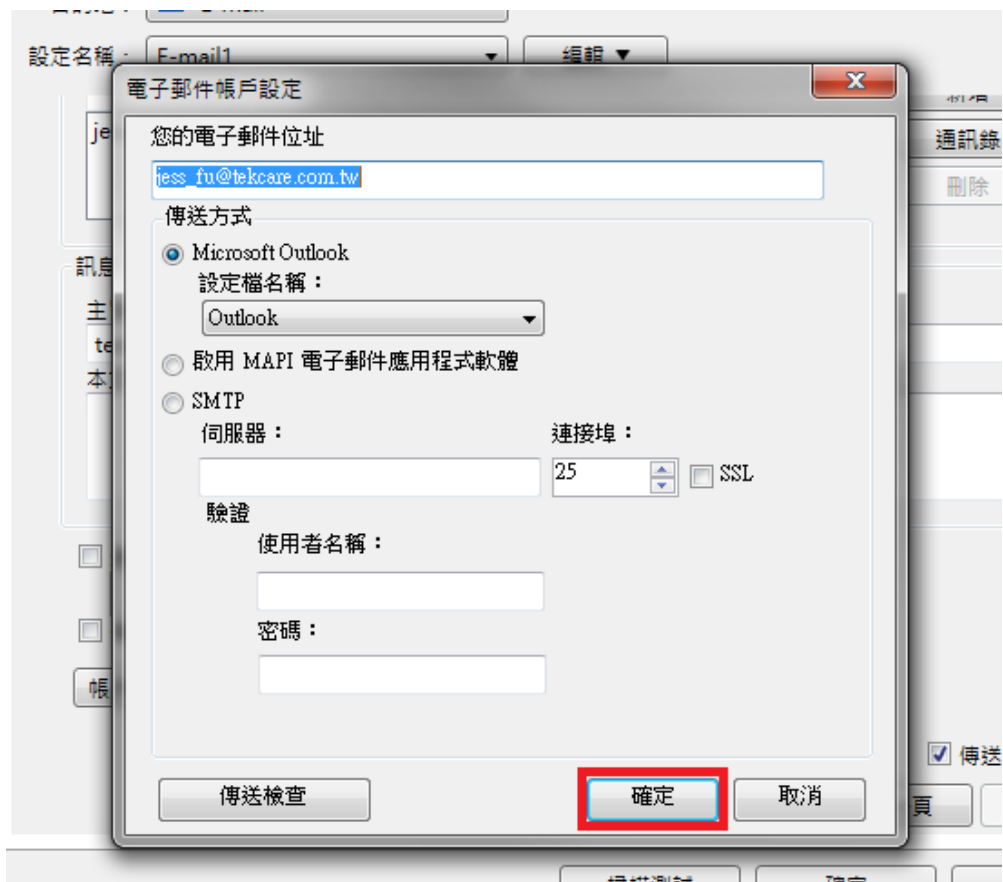 設定名稱： E-mail1 編輯 ▼
電子郵件帳戶設定
您的電子郵件位址
通訊錄
jess_fu@tekcare.com.tw
刪除
傳送方式
Microsoft Outlook
設定檔名稱：
Outlook
啟用 MAPI 電子郵件應用程式軟體
SMTP
伺服器： 連接埠：
25 SSL
驗證
使用者名稱：
密碼：
傳送
傳送檢查 確定 取消
頁